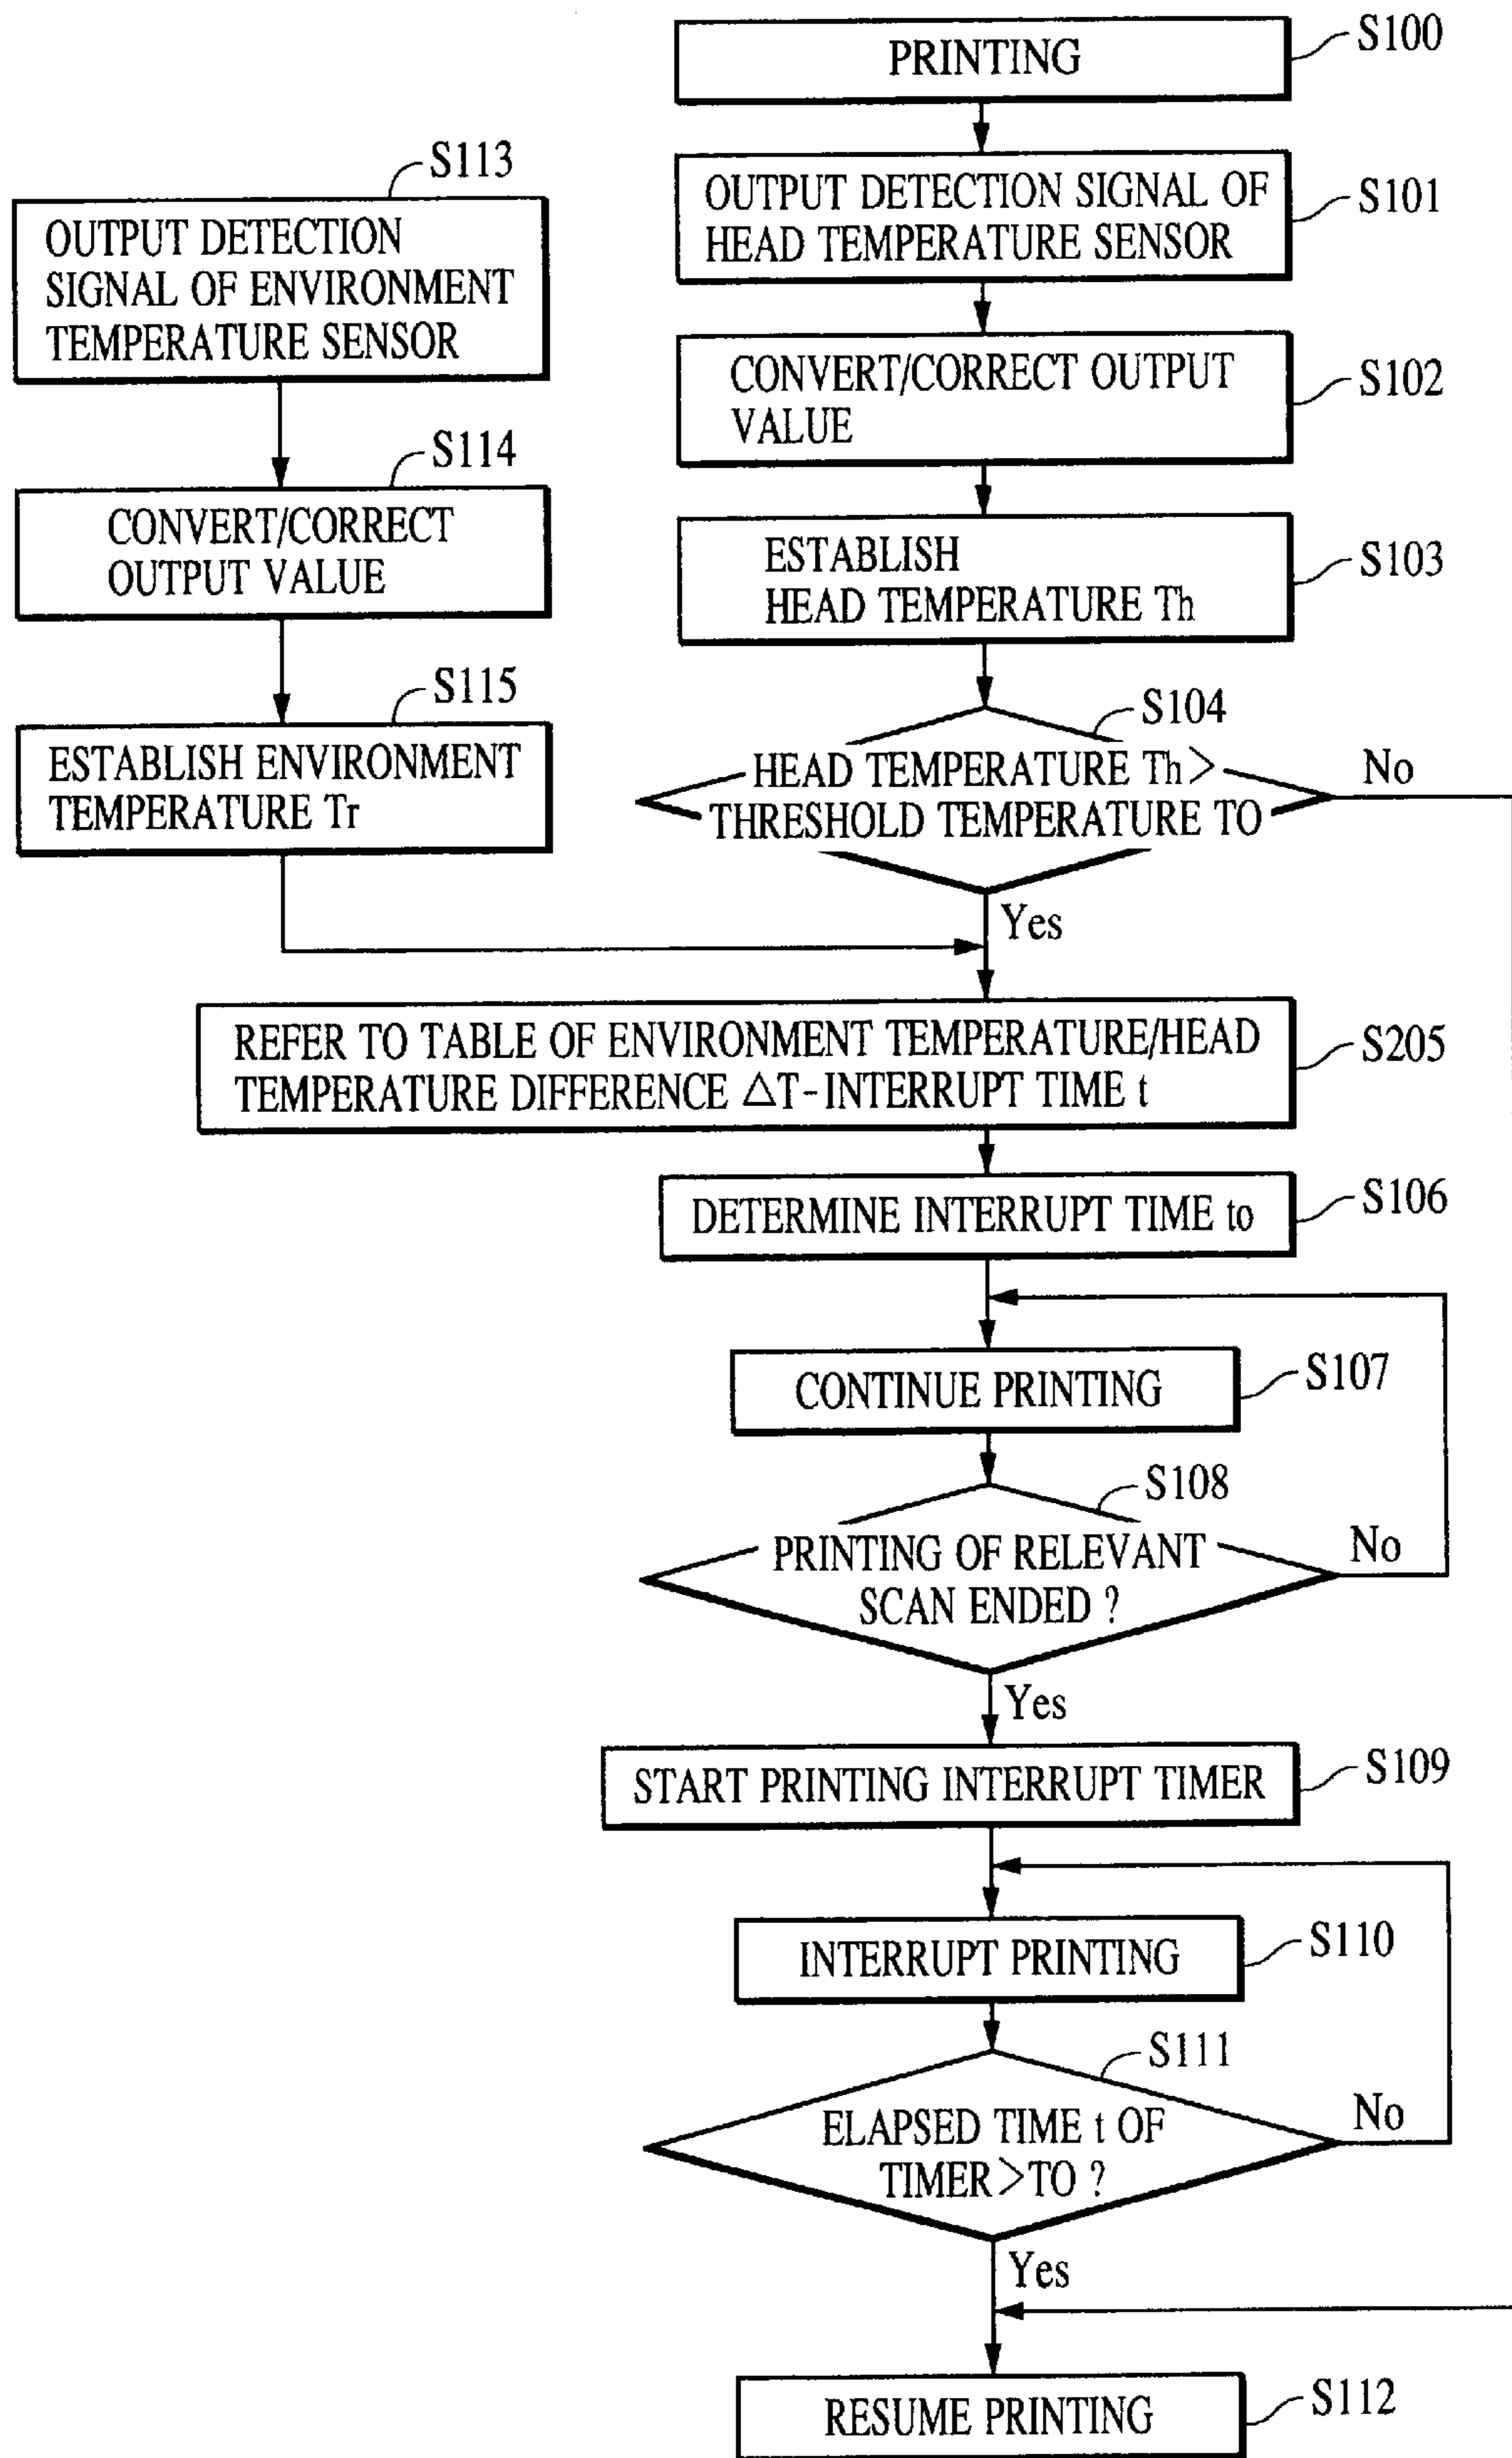 PRINTING
S100
OUTPUT DETECTION SIGNAL OF
HEAD TEMPERATURE SENSOR
S101
CONVERT/CORRECT OUTPUT
VALUE
S102
ESTABLISH
HEAD TEMPERATURE Th
S103
S113
OUTPUT DETECTION
SIGNAL OF ENVIRONMENT
TEMPERATURE SENSOR
S114
CONVERT/CORRECT
OUTPUT VALUE
S115
ESTABLISH ENVIRONMENT
TEMPERATURE Tr
S104
HEAD TEMPERATURE Th>
THRESHOLD TEMPERATURE TO
No
Yes
REFER TO TABLE OF ENVIRONMENT TEMPERATURE/HEAD
TEMPERATURE DIFFERENCE △T-INTERRUPT TIME t
S205
DETERMINE INTERRUPT TIME to
S106
CONTINUE PRINTING
S107
S108
PRINTING OF RELEVANT
SCAN ENDED ?
No
Yes
START PRINTING INTERRUPT TIMER
S109
INTERRUPT PRINTING
S110
S111
ELAPSED TIME t OF
TIMER>TO ?
No
Yes
RESUME PRINTING
S112